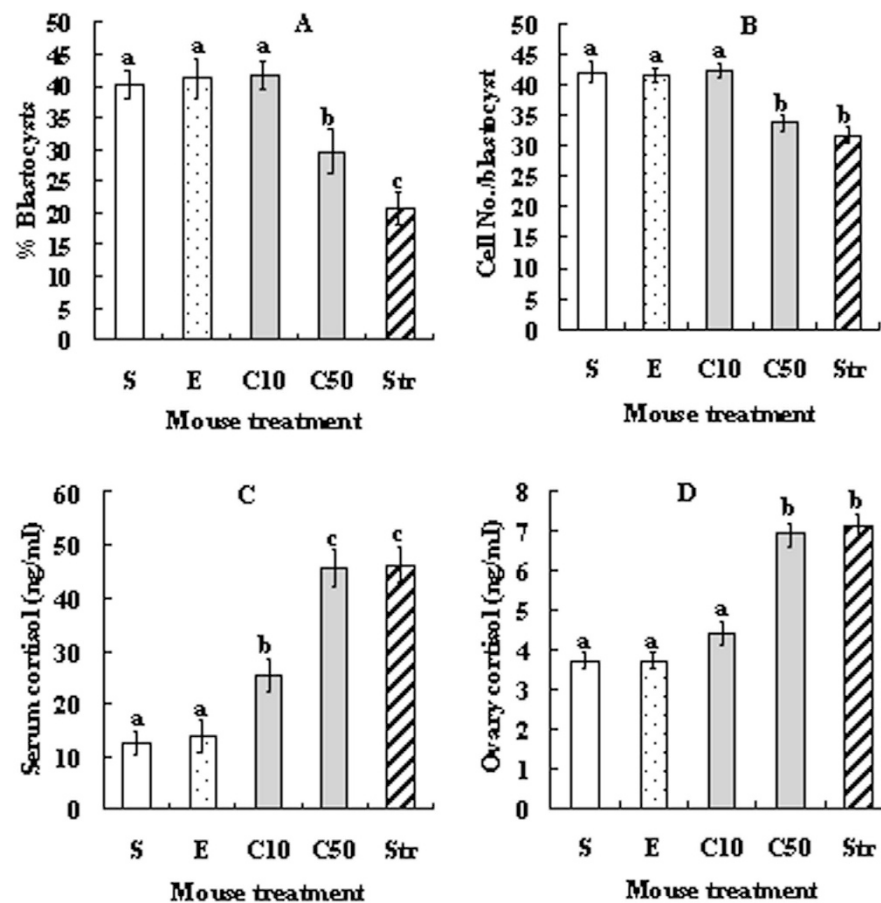 A
% Blastocysts
50
45
40
35
30
25
20
15
10
5
0
a
a
a
b
c
S E C10 C50 Str
Mouse treatment
B
Cell No./blastocyst
50
45
40
35
30
25
20
15
10
5
0
a
a
a
b
b
S E C10 C50 Str
Mouse treatment
C
Serum cortisol (ng/ml)
60
50
40
30
20
10
0
a
a
b
c
c
S E C10 C50 Str
Mouse treatment
D
Ovary cortisol (ng/ml)
8
7
6
5
4
3
2
1
0
a
a
a
b
b
S E C10 C50 Str
Mouse treatment